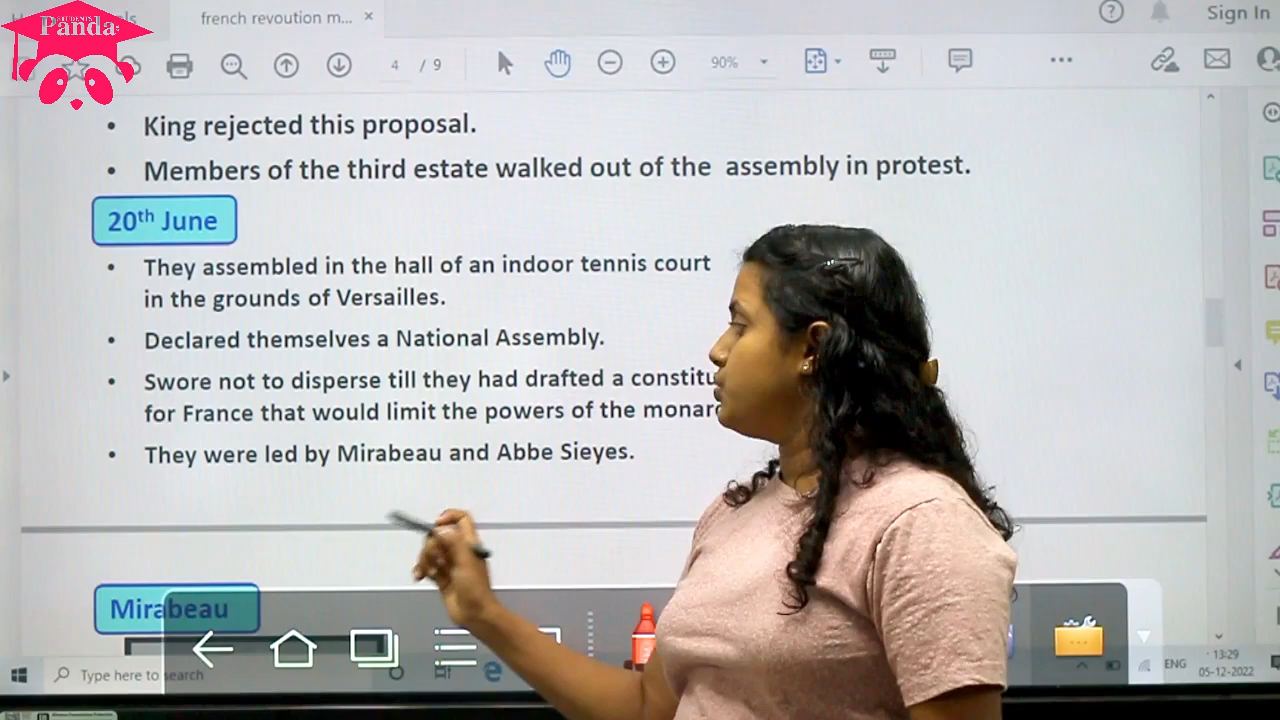 STUDENTS
Panda
french revoution m...
Sign In
4 / 9
90%
• King rejected this proposal.
• Members of the third estate walked out of the assembly in protest.
20th June
• They assembled in the hall of an indoor tennis court
in the grounds of Versailles.
• Declared themselves a National Assembly.
• Swore not to disperse till they had drafted a constitu
for France that would limit the powers of the monar
• They were led by Mirabeau and Abbe Sieyes.
Mirabeau
Type here to search
ENG
13:29
05-12-2022